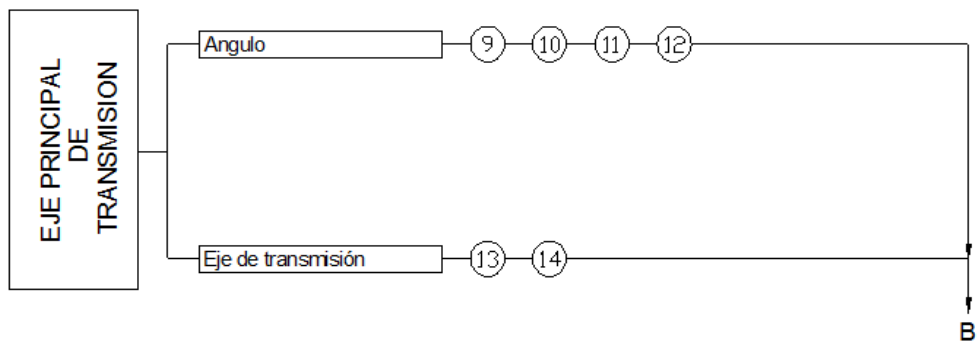 EJE PRINCIPAL
DE
TRANSMISION
Angulo
9 10 11 12
Eje de transmisión
13 14
B